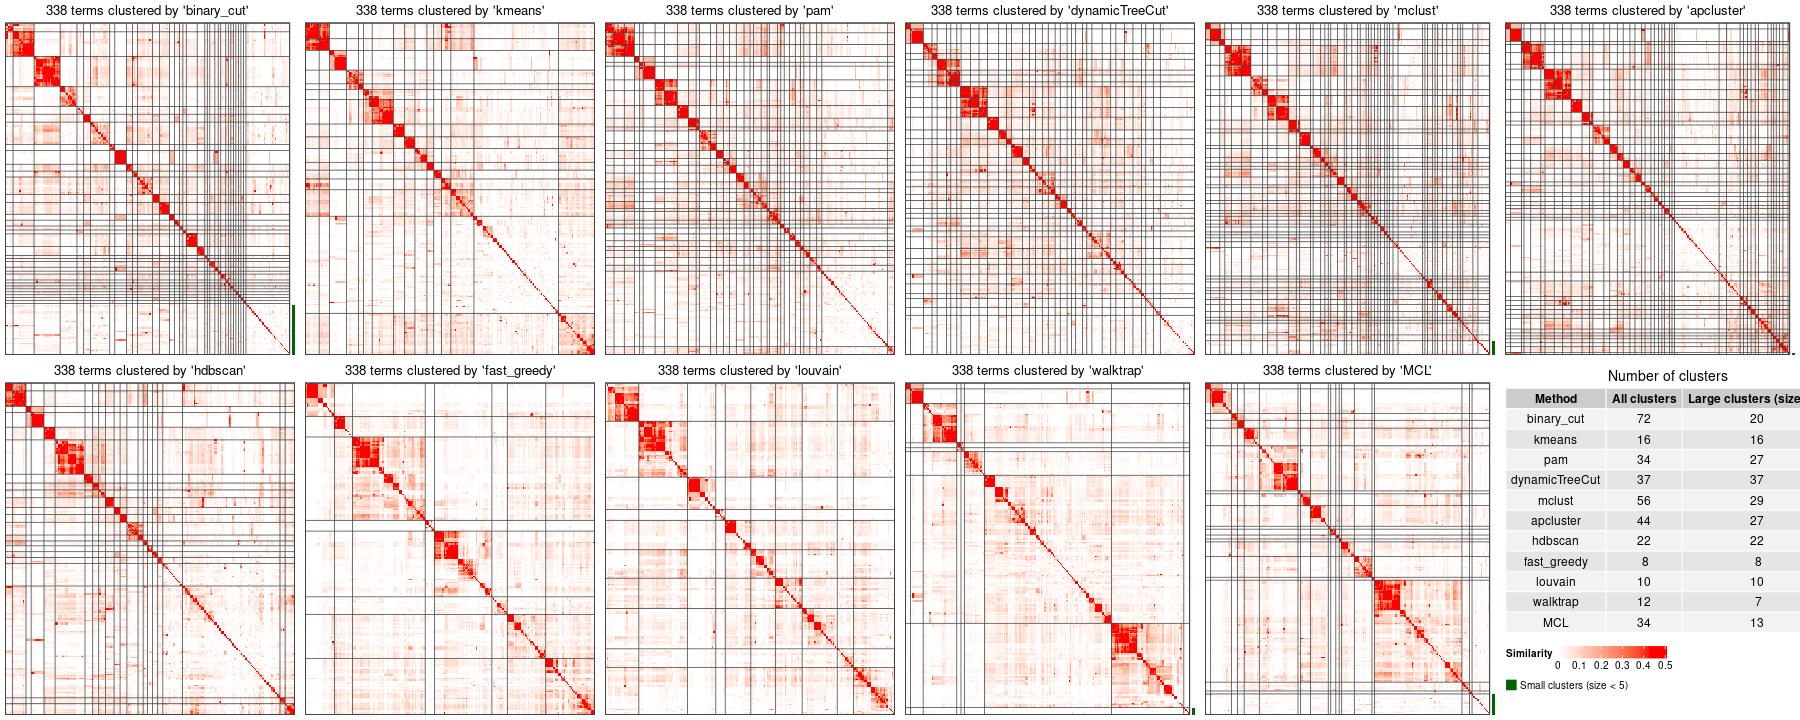 338 terms clustered by 'binary_cut'
338 terms clustered by 'kmeans'
338 terms clustered by 'pam'
338 terms clustered by 'dynamicTreeCut'
338 terms clustered by 'mclust'
338 terms clustered by 'apcluster'
338 terms clustered by 'hdbscan'
338 terms clustered by 'fast_greedy'
338 terms clustered by 'louvain'
338 terms clustered by 'walktrap'
338 terms clustered by 'MCL'
Number of clusters
Method All clusters Large clusters (size
binary_cut 72 20
kmeans 16 16
pam 34 27
dynamicTreeCut 37 37
mclust 56 29
apcluster 44 27
hdbscan 22 22
fast_greedy 8 8
louvain 10 10
walktrap 12 7
MCL 34 13
Similarity
0 0.1 0.2 0.3 0.4 0.5
Small clusters (size < 5)